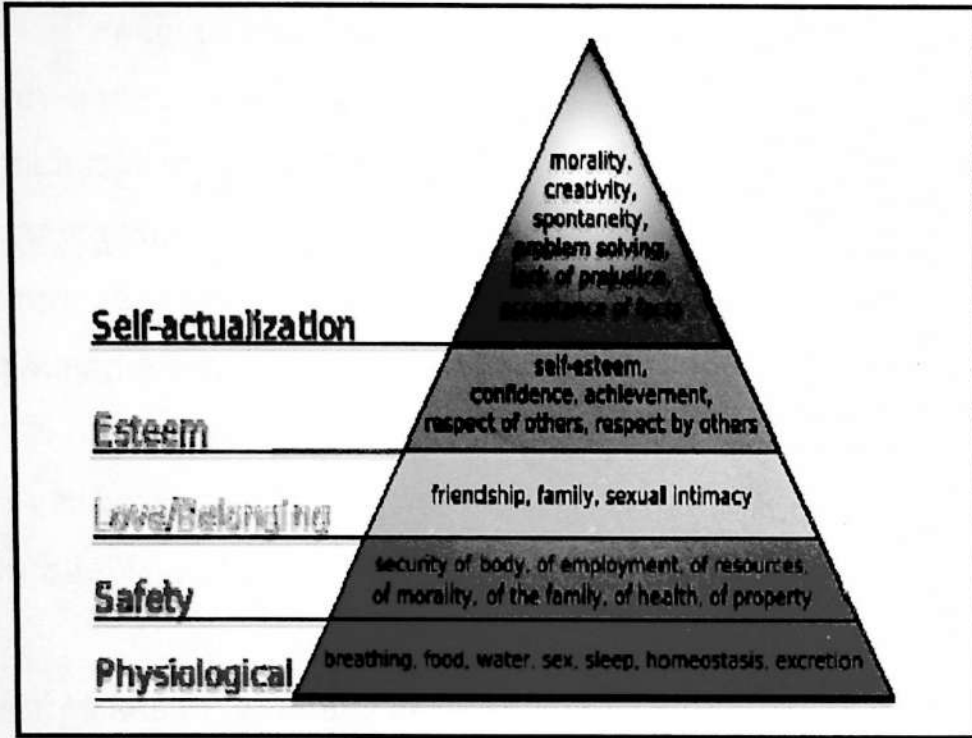 morality,
creativity,
spontaneity,
problem solving,
lack of prejudice,
acceptance of facts
Self-actualization
self-esteem,
confidence, achievement,
respect of others, respect by others
Esteem
friendship, family, sexual intimacy
Love/Belonging
security of body, of employment, of resources,
of morality, of the family, of health, of property
Safety
breathing, food, water, sex, sleep, homeostasis, excretion
Physiological